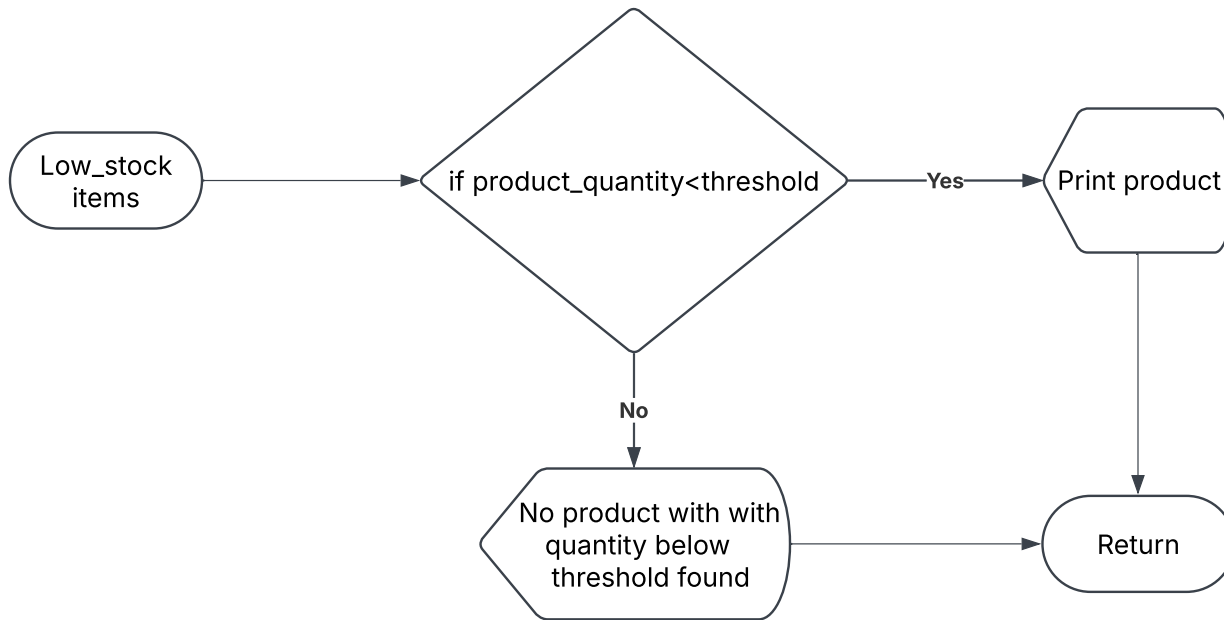 Low_stock
items
if product_quantity<threshold
Yes
Print product
No
No product with with
quantity below
threshold found
Return